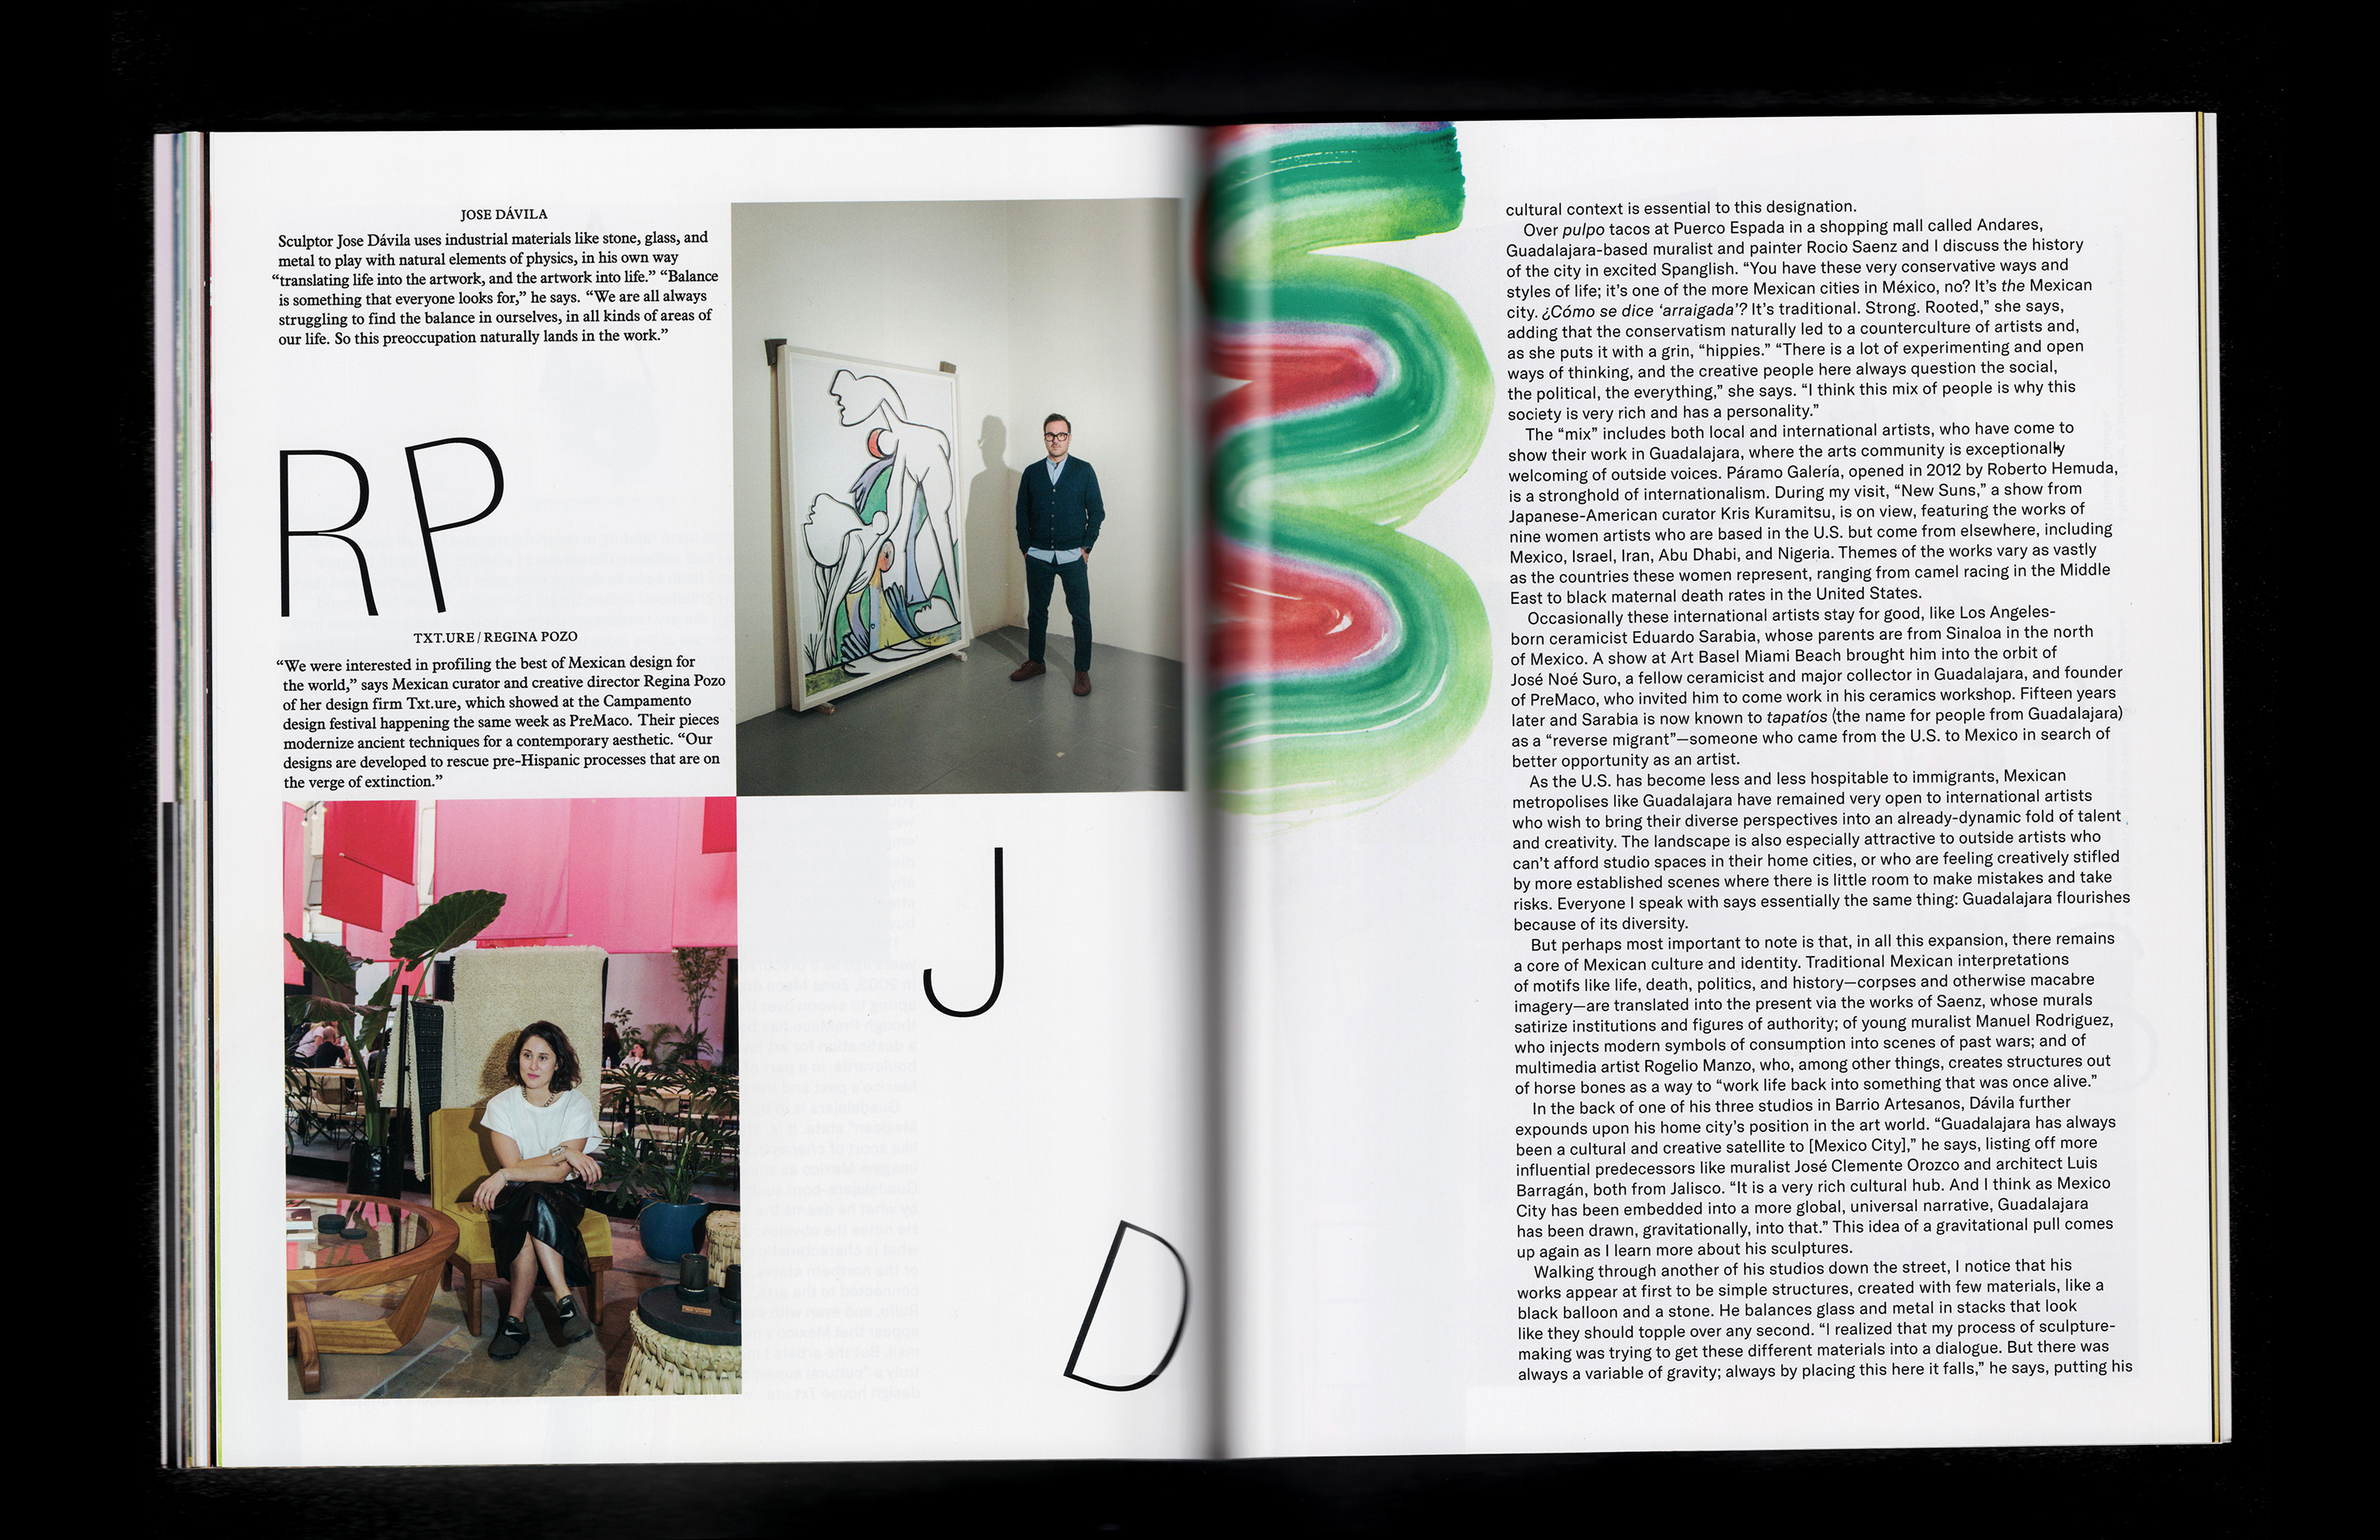 JOSE DÁVILA
Sculptor Jose Dávila uses industrial materials like stone, glass, and
metal to play with natural elements of physics, in his own way
“translating life into the artwork, and the artwork into life.” “Balance
is something that everyone looks for,” he says. “We are all always
struggling to find the balance in ourselves, in all kinds of areas of
our life. So this preoccupation naturally lands in the work.”
RP
TXT.URE / REGINA POZO
“We were interested in profiling the best of Mexican design for
the world,” says Mexican curator and creative director Regina Pozo
of her design firm Txt.ure, which showed at the Campamento
design festival happening the same week as PreMaco. Their pieces
modernize ancient techniques for a contemporary aesthetic. “Our
designs are developed to rescue pre-Hispanic processes that are on
the verge of extinction.”
J
D
cultural context is essential to this designation.
Over pulpo tacos at Puerco Espada in a shopping mall called Andares,
Guadalajara-based muralist and painter Rocio Saenz and I discuss the history
of the city in excited Spanglish. “You have these very conservative ways and
styles of life; it’s one of the more Mexican cities in México, no? It’s the Mexican
city. ¿Cómo se dice ‘arraigada’? It’s traditional. Strong. Rooted,” she says,
adding that the conservatism naturally led to a counterculture of artists and,
as she puts it with a grin, “hippies.” “There is a lot of experimenting and open
ways of thinking, and the creative people here always question the social,
the political, the everything,” she says. “I think this mix of people is why this
society is very rich and has a personality.”
The “mix” includes both local and international artists, who have come to
show their work in Guadalajara, where the arts community is exceptionally
welcoming of outside voices. Páramo Galería, opened in 2012 by Roberto Hemuda,
is a stronghold of internationalism. During my visit, “New Suns,” a show from
Japanese-American curator Kris Kuramitsu, is on view, featuring the works of
nine women artists who are based in the U.S. but come from elsewhere, including
Mexico, Israel, Iran, Abu Dhabi, and Nigeria. Themes of the works vary as vastly
as the countries these women represent, ranging from camel racing in the Middle
East to black maternal death rates in the United States.
Occasionally these international artists stay for good, like Los Angeles-
born ceramicist Eduardo Sarabia, whose parents are from Sinaloa in the north
of Mexico. A show at Art Basel Miami Beach brought him into the orbit of
José Noé Suro, a fellow ceramicist and major collector in Guadalajara, and founder
of PreMaco, who invited him to come work in his ceramics workshop. Fifteen years
later and Sarabia is now known to tapatíos (the name for people from Guadalajara)
as a “reverse migrant”—someone who came from the U.S. to Mexico in search of
better opportunity as an artist.
As the U.S. has become less and less hospitable to immigrants, Mexican
metropolises like Guadalajara have remained very open to international artists
who wish to bring their diverse perspectives into an already-dynamic fold of talent
and creativity. The landscape is also especially attractive to outside artists who
can’t afford studio spaces in their home cities, or who are feeling creatively stifled
by more established scenes where there is little room to make mistakes and take
risks. Everyone I speak with says essentially the same thing: Guadalajara flourishes
because of its diversity.
But perhaps most important to note is that, in all this expansion, there remains
a core of Mexican culture and identity. Traditional Mexican interpretations
of motifs like life, death, politics, and history—corpses and otherwise macabre
imagery—are translated into the present via the works of Saenz, whose murals
satirize institutions and figures of authority; of young muralist Manuel Rodriguez,
who injects modern symbols of consumption into scenes of past wars; and of
multimedia artist Rogelio Manzo, who, among other things, creates structures out
of horse bones as a way to “work life back into something that was once alive.”
In the back of one of his three studios in Barrio Artesanos, Dávila further
expounds upon his home city’s position in the art world. “Guadalajara has always
been a cultural and creative satellite to [Mexico City],” he says, listing off more
influential predecessors like muralist José Clemente Orozco and architect Luis
Barragán, both from Jalisco. “It is a very rich cultural hub. And I think as Mexico
City has been embedded into a more global, universal narrative, Guadalajara
has been drawn, gravitationally, into that.” This idea of a gravitational pull comes
up again as I learn more about his sculptures.
Walking through another of his studios down the street, I notice that his
works appear at first to be simple structures, created with few materials, like a
black balloon and a stone. He balances glass and metal in stacks that look
like they should topple over any second. “I realized that my process of sculpture-
making was trying to get these different materials into a dialogue. But there was
always a variable of gravity; always by placing this here it falls,” he says, putting his